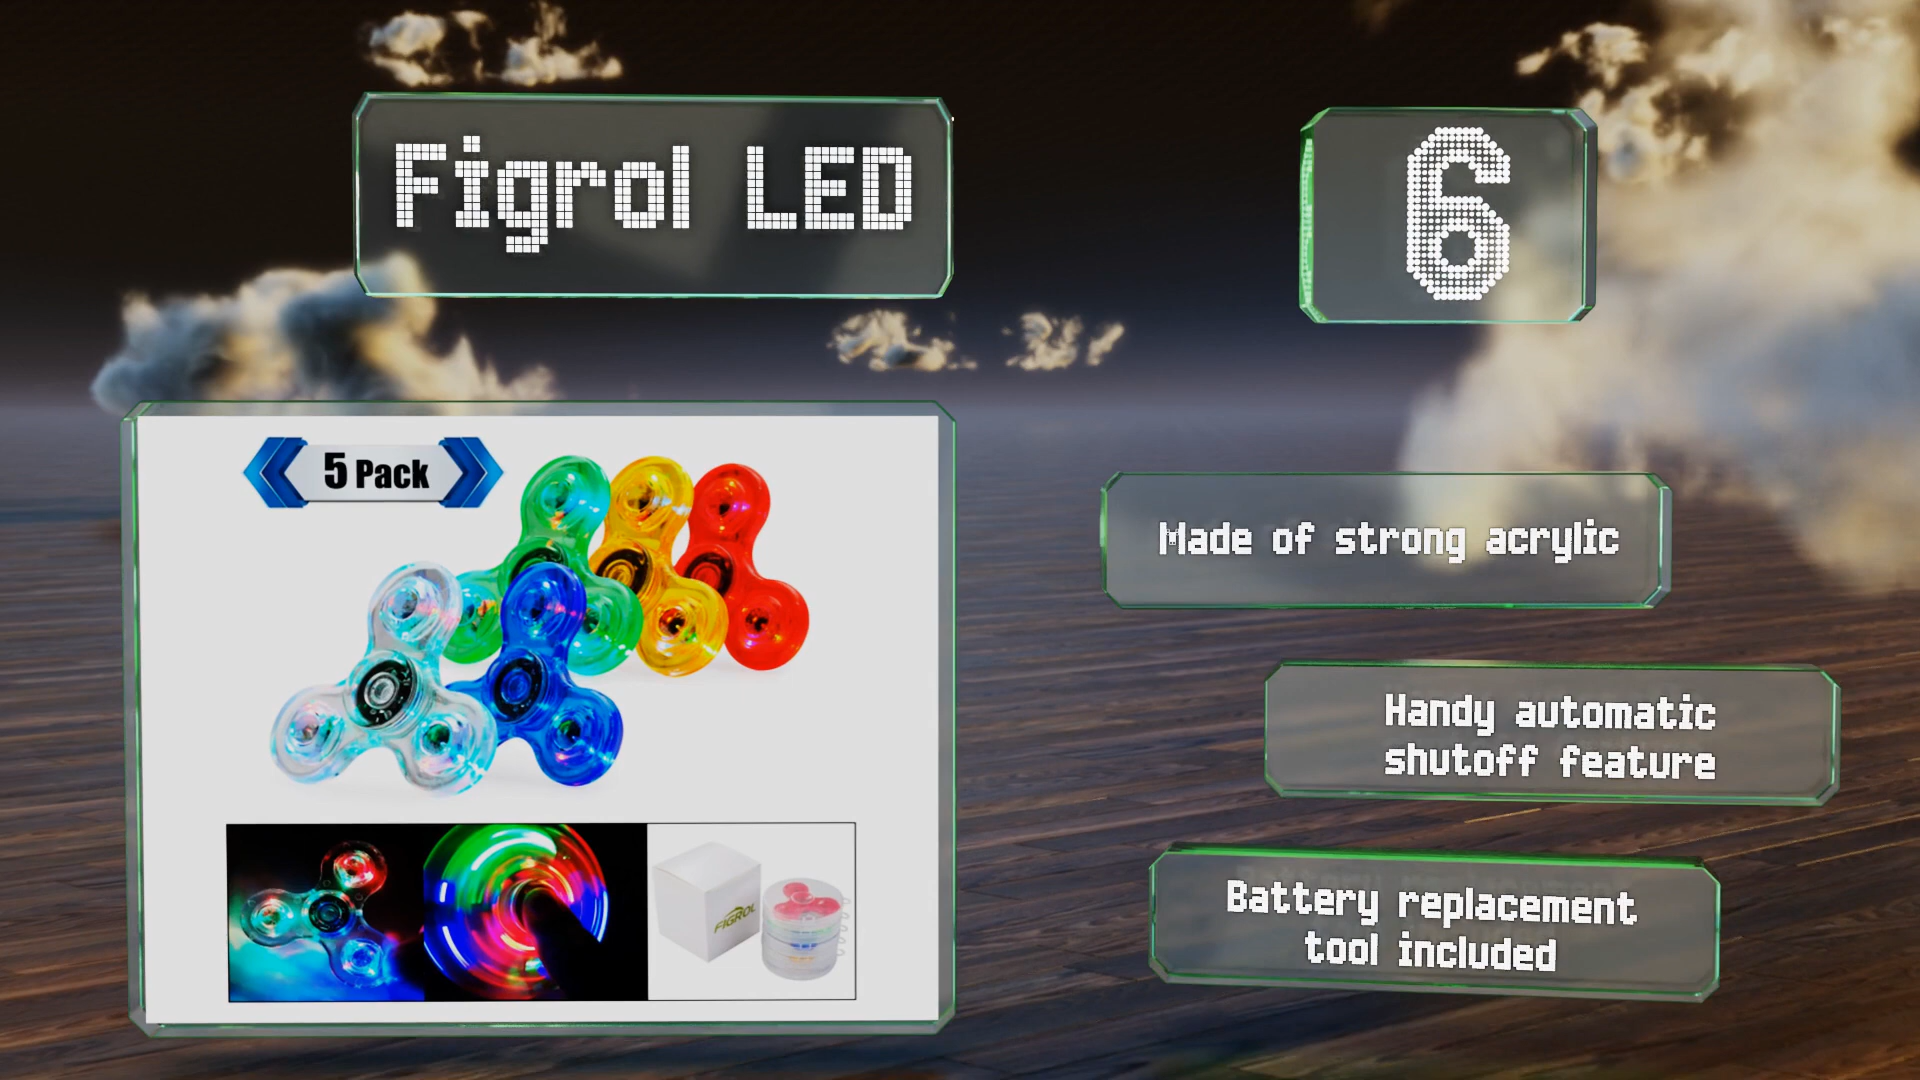 Figrol LED
6
5 Pack
FIGROL
Made of strong acrylic
Handy automatic
shutoff feature
Battery replacement
tool included